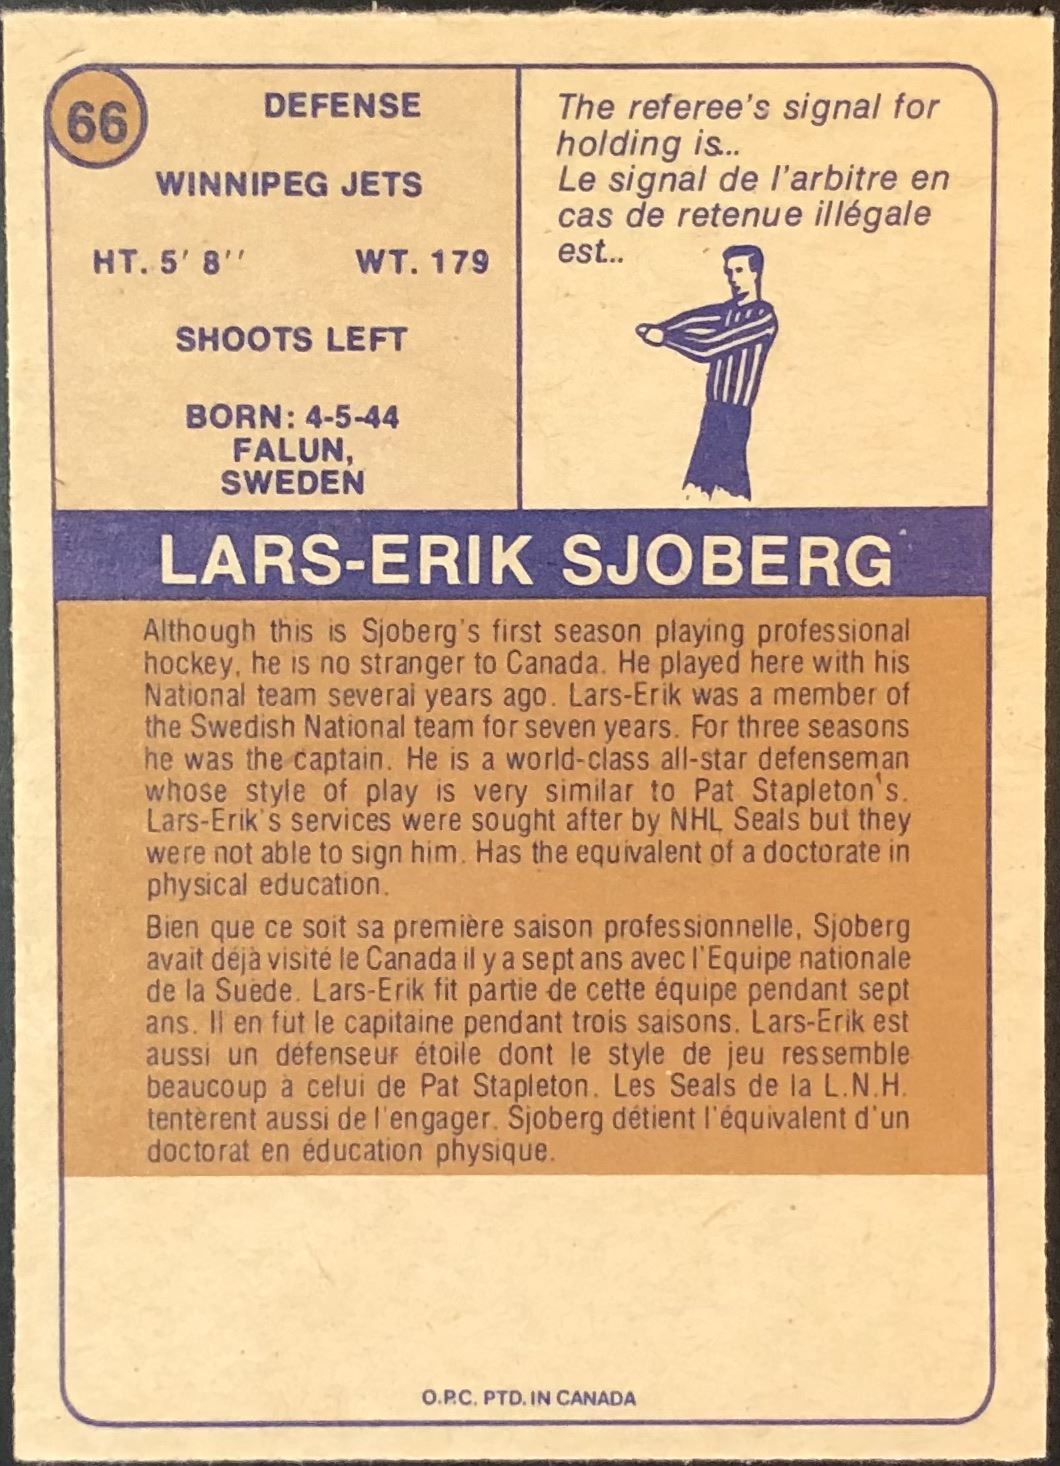 66
DEFENSE
WINNIPEG JETS
HT. 5' 8'' WT. 179
SHOOTS LEFT
BORN: 4-5-44
FALUN,
SWEDEN
The referee's signal for
holding is...
Le signal de l'arbitre en
cas de retenue illégale
est...
LARS-ERIK SJOBERG
Although this is Sjoberg's first season playing professional
hockey, he is no stranger to Canada. He played here with his
National team several years ago. Lars-Erik was a member of
the Swedish National team for seven years. For three seasons
he was the captain. He is a world-class all-star defenseman
whose style of play is very similar to Pat Stapleton's.
Lars-Erik's services were sought after by NHL Seals but they
were not able to sign him. Has the equivalent of a doctorate in
physical education.
Bien que ce soit sa première saison professionnelle, Sjoberg
avait déjà visité le Canada il y a sept ans avec l'Equipe nationale
de la Suède. Lars-Erik fit partie de cette équipe pendant sept
ans. Il en fut le capitaine pendant trois saisons. Lars-Erik est
aussi un défenseur étoile dont le style de jeu ressemble
beaucoup à celui de Pat Stapleton. Les Seals de la L.N.H.
tentèrent aussi de l'engager. Sjoberg détient l'équivalent d'un
doctorat en éducation physique.
O.P.C. PTD. IN CANADA